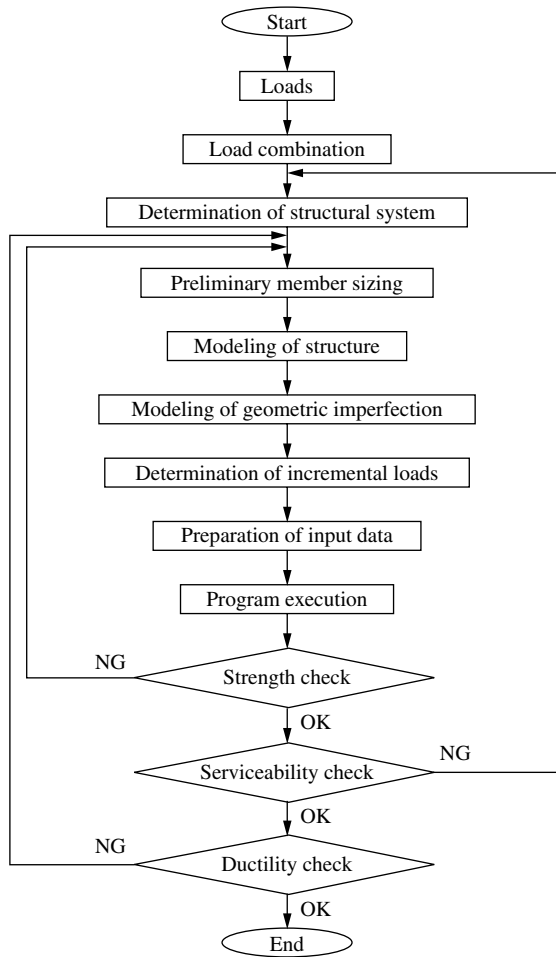 Start
Loads
Load combination
Determination of structural system
Preliminary member sizing
Modeling of structure
Modeling of geometric imperfection
Determination of incremental loads
Preparation of input data
Program execution
NG
Strength check
OK
NG
Serviceability check
OK
NG
Ductility check
OK
End